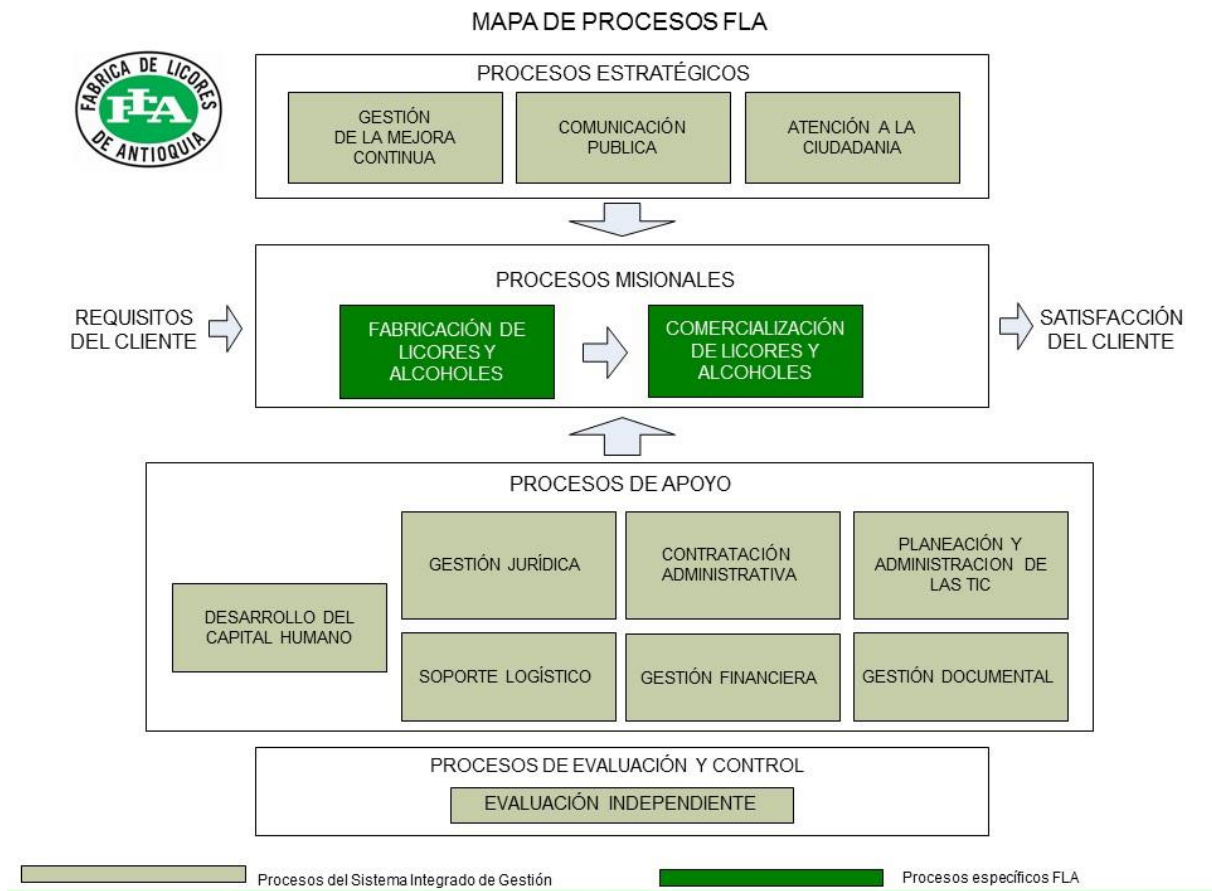 MAPA DE PROCESOS FLA
FABRICA DE LICORES
FLA
DE ANTIOQUIA
PROCESOS ESTRATÉGICOS
GESTIÓN
DE LA MEJORA
CONTINUA
COMUNICACIÓN
PUBLICA
ATENCIÓN A LA
CIUDADANIA
PROCESOS MISIONALES
REQUISITOS
DEL CLIENTE
FABRICACIÓN DE
LICORES Y
ALCOHOLES
COMERCIALIZACIÓN
DE LICORES Y
ALCOHOLES
SATISFACCIÓN
DEL CLIENTE
PROCESOS DE APOYO
DESARROLLO DEL
CAPITAL HUMANO
GESTIÓN JURÍDICA
CONTRATACIÓN
ADMINISTRATIVA
PLANEACIÓN Y
ADMINISTRACION DE
LAS TIC
SOPORTE LOGÍSTICO
GESTIÓN FINANCIERA
GESTIÓN DOCUMENTAL
PROCESOS DE EVALUACIÓN Y CONTROL
EVALUACIÓN INDEPENDIENTE
Procesos del Sistema Integrado de Gestión
Procesos específicos FLA